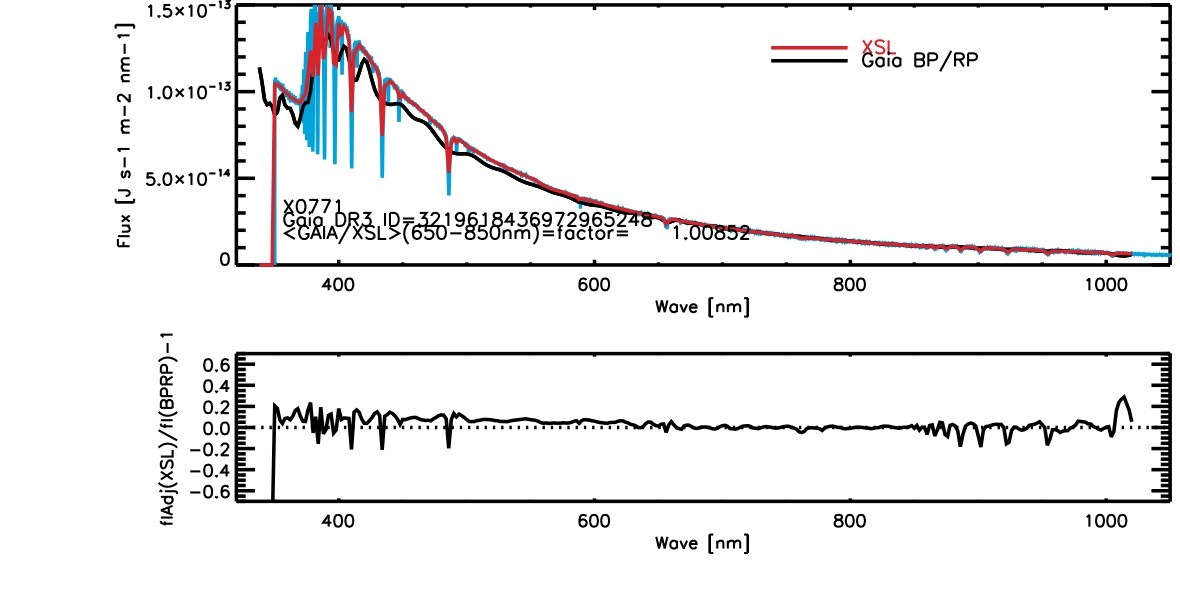 1.5×10−13
1.0×10−13
5.0×10−14
0
Flux [J s−1 m−2 nm−1]
XSL
Gaia BP/RP
X0771
Gaia DR3 ID=3219618436972965248
<GAIA/XSL>(650−850nm)=factor= 1.00852
400 600 800 1000
Wave [nm]
flAdj(XSL)/fl(BPRP)−1
0.6
0.4
0.2
0.0
−0.2
−0.4
−0.6
400 600 800 1000
Wave [nm]